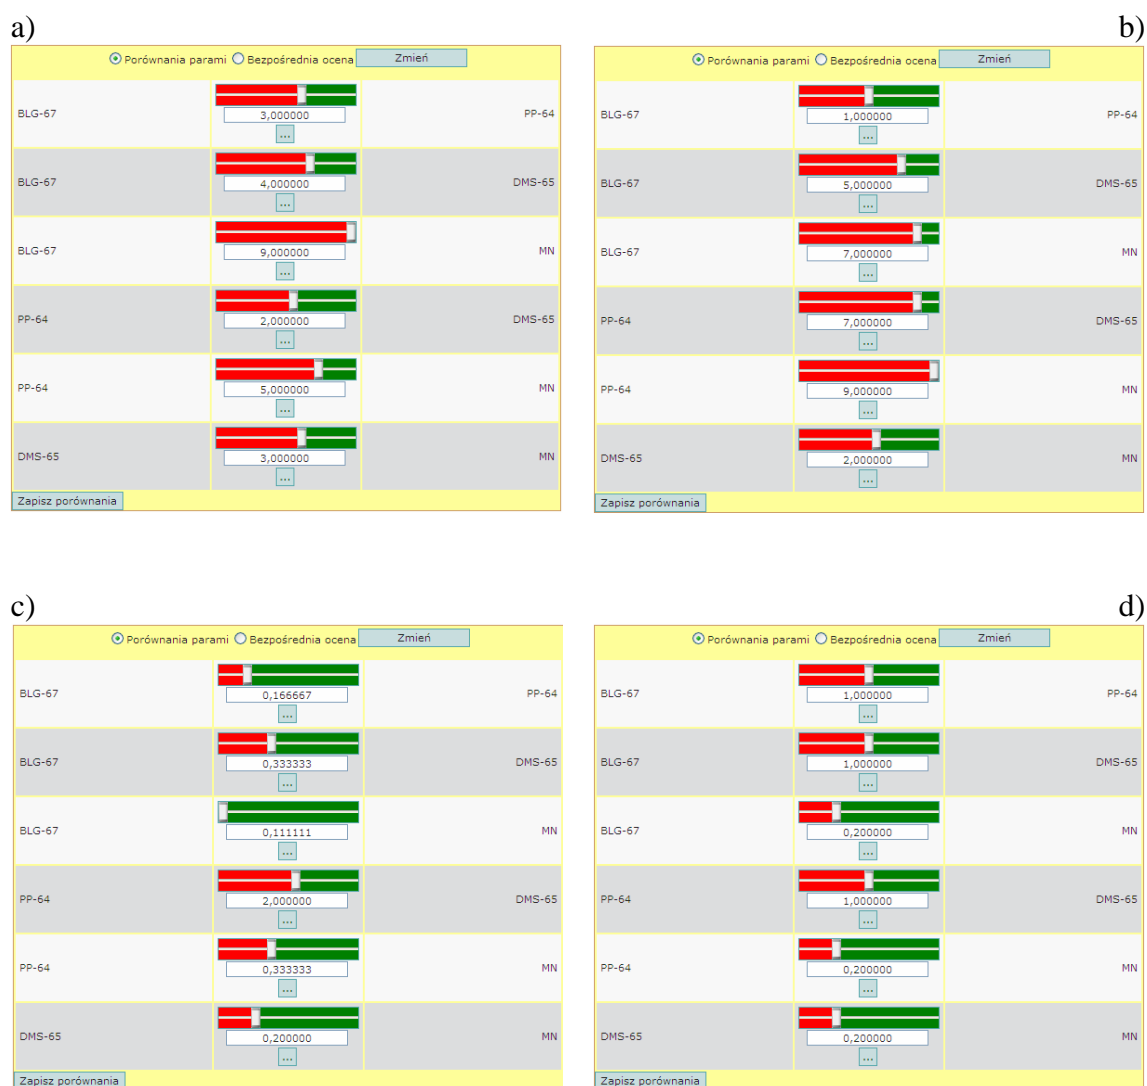 a)
Porównania parami Bezpośrednia ocena Zmień
BLG-67 3,000000 PP-64
...
BLG-67 4,000000 DMS-65
...
BLG-67 9,000000 MN
...
PP-64 2,000000 DMS-65
...
PP-64 5,000000 MN
...
DMS-65 3,000000 MN
...
Zapisz porównania
b)
Porównania parami Bezpośrednia ocena Zmień
BLG-67 1,000000 PP-64
...
BLG-67 5,000000 DMS-65
...
BLG-67 7,000000 MN
...
PP-64 7,000000 DMS-65
...
PP-64 9,000000 MN
...
DMS-65 2,000000 MN
...
Zapisz porównania
c)
Porównania parami Bezpośrednia ocena Zmień
BLG-67 0,166667 PP-64
...
BLG-67 0,333333 DMS-65
...
BLG-67 0,111111 MN
...
PP-64 2,000000 DMS-65
...
PP-64 0,333333 MN
...
DMS-65 0,200000 MN
...
Zapisz porównania
d)
Porównania parami Bezpośrednia ocena Zmień
BLG-67 1,000000 PP-64
...
BLG-67 1,000000 DMS-65
...
BLG-67 0,200000 MN
...
PP-64 1,000000 DMS-65
...
PP-64 0,200000 MN
...
DMS-65 0,200000 MN
...
Zapisz porównania